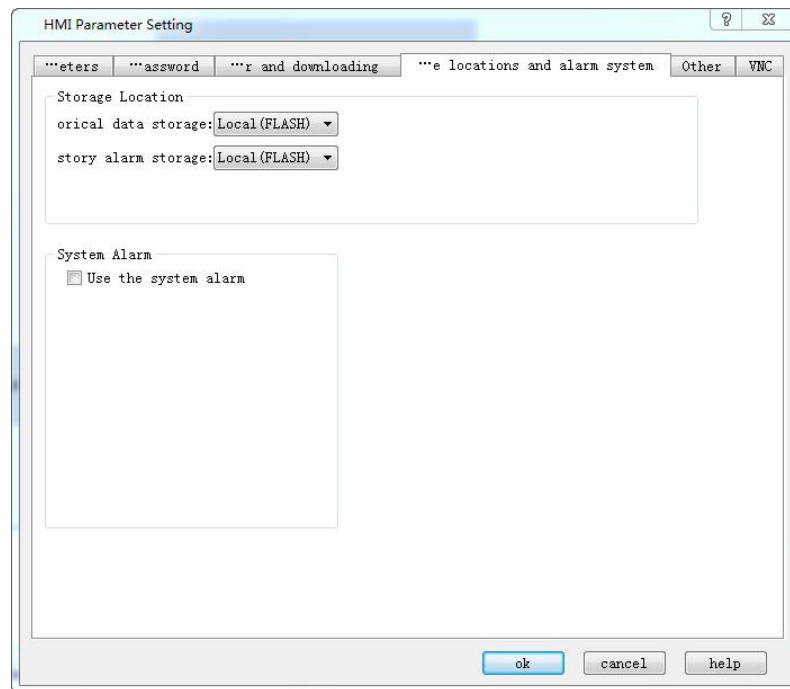 HMI Parameter Setting
…eters …assword …r and downloading …e locations and alarm system Other VNC
Storage Location
orical data storage: Local(FLASH)
story alarm storage: Local(FLASH)
System Alarm
Use the system alarm
ok cancel help